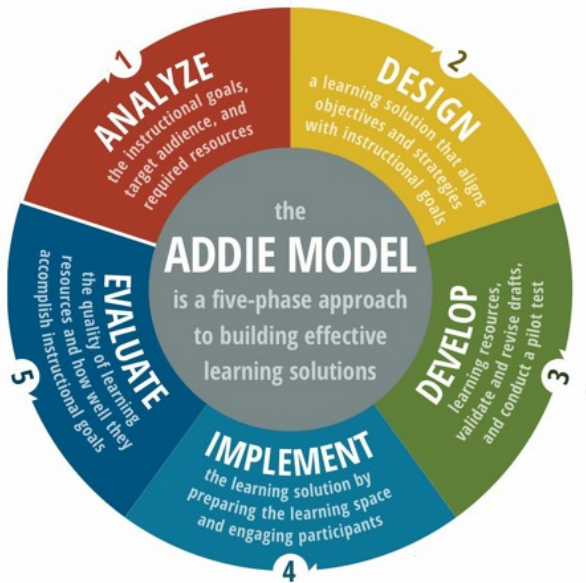 the
ADDIE MODEL
is a five-phase approach
to building effective
learning solutions
1
ANALYZE
the instructional goals,
target audience, and
required resources
2
DESIGN
a learning solution that aligns
objectives and strategies
with instructional goals
3
DEVELOP
learning resources,
validate and revise drafts,
and conduct a pilot test
4
IMPLEMENT
the learning solution by
preparing the learning space
and engaging participants
5
EVALUATE
the quality of learning
resources and how well they
accomplish instructional goals